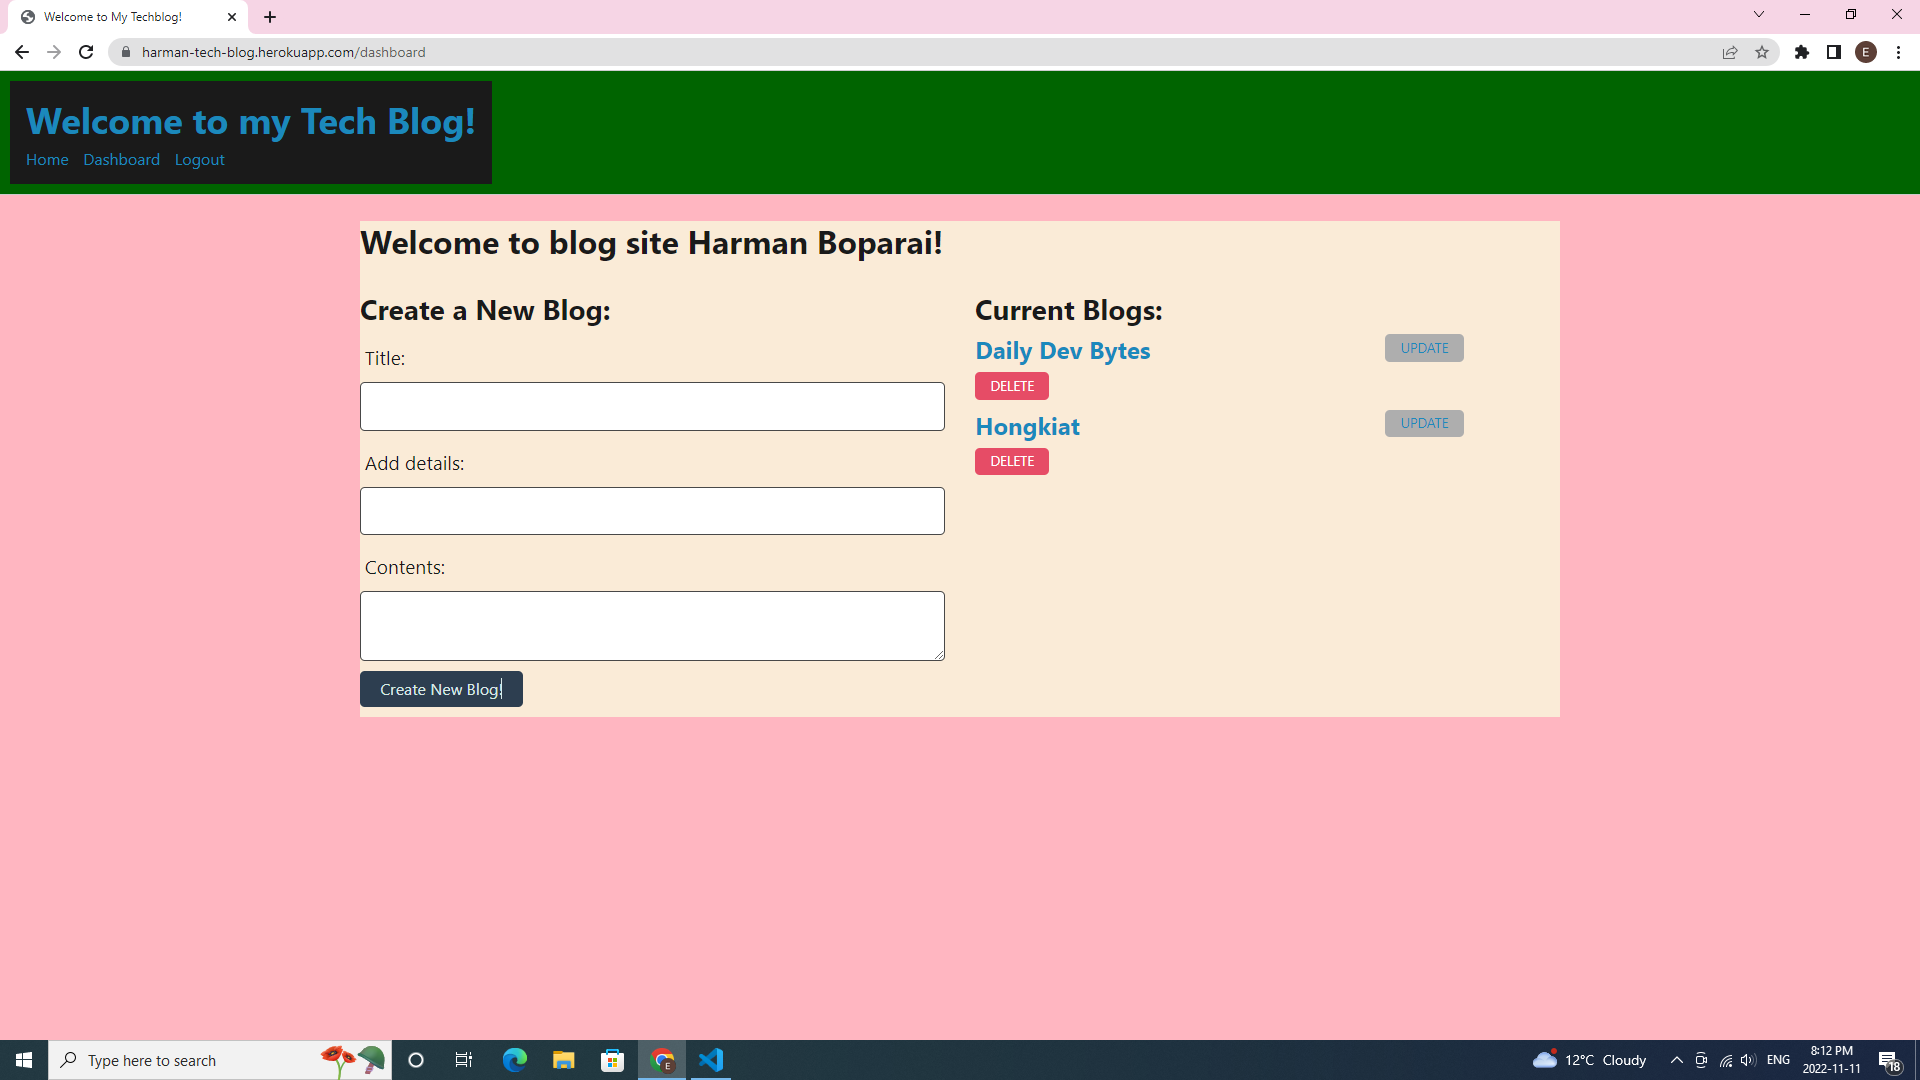 Welcome to My Techblog!
harman-tech-blog.herokuapp.com/dashboard
E
Welcome to my Tech Blog!
Home Dashboard Logout
Welcome to blog site Harman Boparai!
Create a New Blog:
Title:
Add details:
Contents:
Create New Blog!
Current Blogs:
Daily Dev Bytes
UPDATE
DELETE
Hongkiat
UPDATE
DELETE
Type here to search
E
12°C Cloudy
ENG
8:12 PM
2022-11-11
18